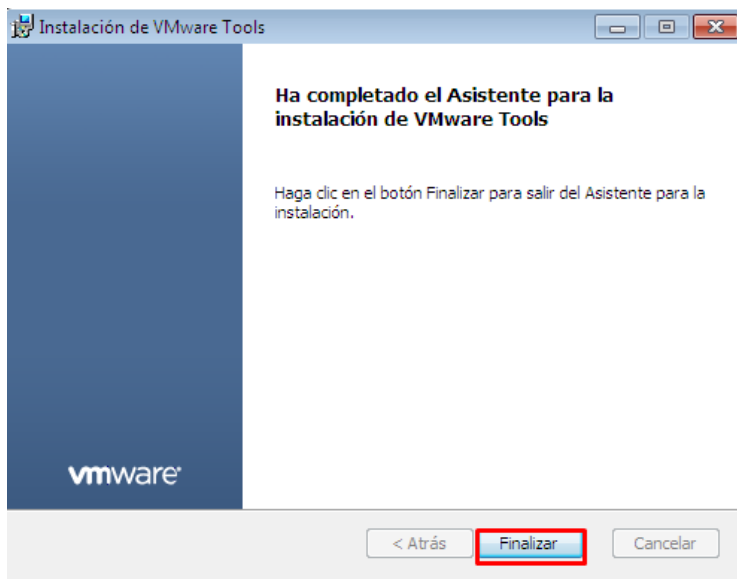 Instalación de VMware Tools
Ha completado el Asistente para la
instalación de VMware Tools
Haga clic en el botón Finalizar para salir del Asistente para la
instalación.
vmware
< Atrás
Finalizar
Cancelar